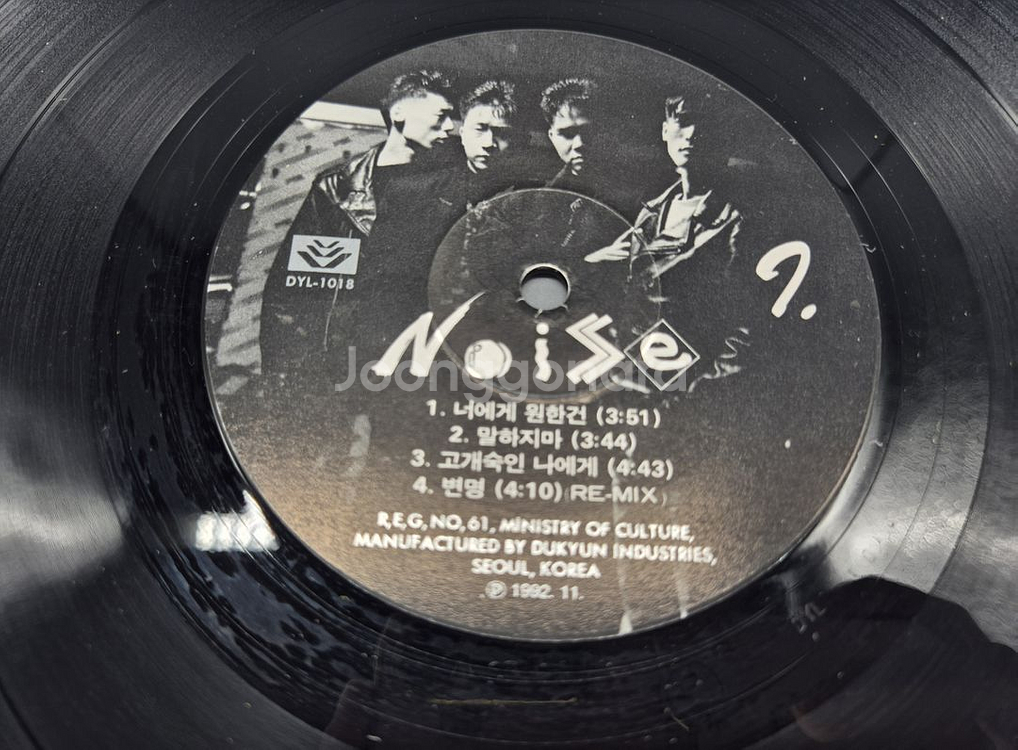 DYL-1018
7.
Noise
Joonggonara
1. 너에게 원한건 (3:51)
2. 말하지마 (3:44)
3. 고개숙인 나에게 (4:43)
4. 변명 (4:10) (RE-MIX)
R,E,G, NO, 61, MINISTRY OF CULTURE,
MANUFACTURED BY DUKYUN INDUSTRIES,
SEOUL, KOREA
Ⓟ 1992. 11.